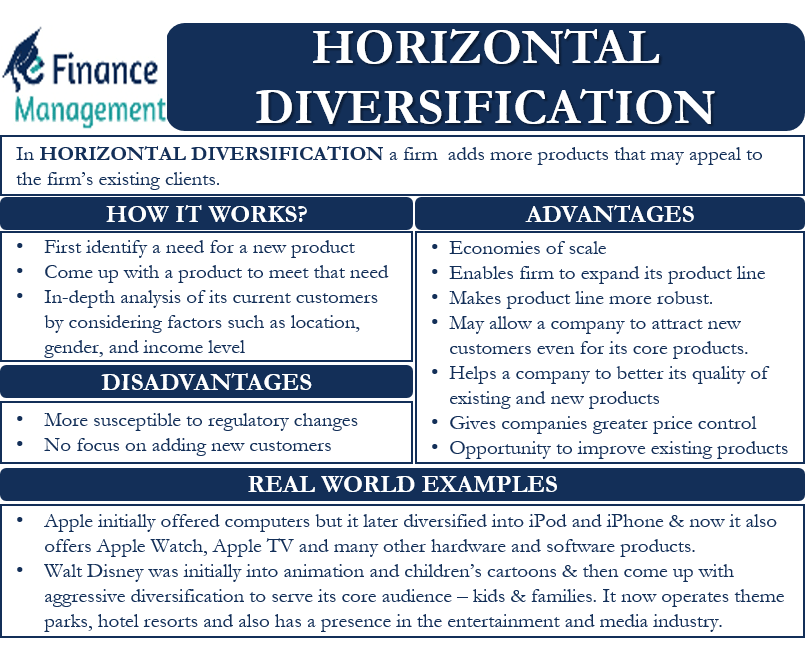 Finance
Management
HORIZONTAL
DIVERSIFICATION
In HORIZONTAL DIVERSIFICATION a firm adds more products that may appeal to
the firm's existing clients.
HOW IT WORKS?
• First identify a need for a new product
• Come up with a product to meet that need
• In-depth analysis of its current customers
by considering factors such as location,
gender, and income level
DISADVANTAGES
• More susceptible to regulatory changes
• No focus on adding new customers
ADVANTAGES
• Economies of scale
• Enables firm to expand its product line
• Makes product line more robust.
• May allow a company to attract new
customers even for its core products.
• Helps a company to better its quality of
existing and new products
• Gives companies greater price control
• Opportunity to improve existing products
REAL WORLD EXAMPLES
• Apple initially offered computers but it later diversified into iPod and iPhone & now it also
offers Apple Watch, Apple TV and many other hardware and software products.
• Walt Disney was initially into animation and children's cartoons & then come up with
aggressive diversification to serve its core audience – kids & families. It now operates theme
parks, hotel resorts and also has a presence in the entertainment and media industry.